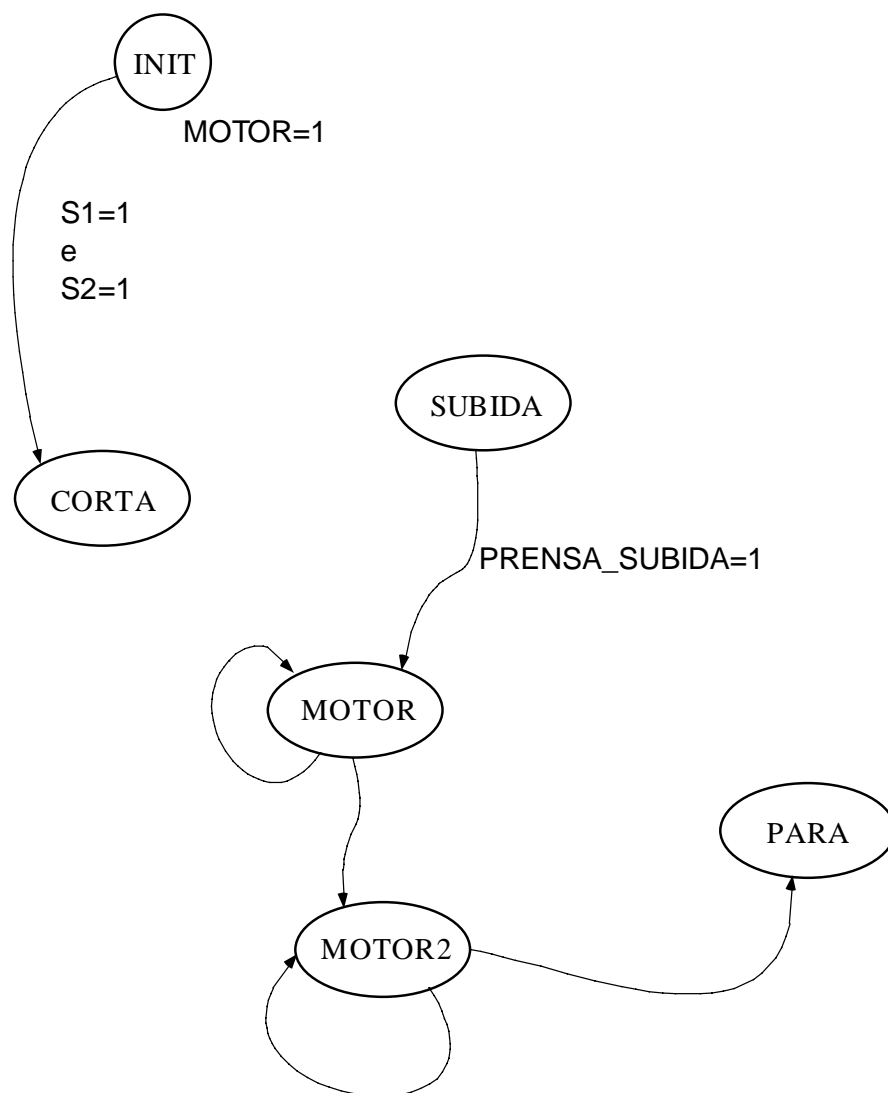 INIT
MOTOR=1
S1=1
e
S2=1
SUBIDA
CORTA
PRENSA_SUBIDA=1
MOTOR
PARA
MOTOR2